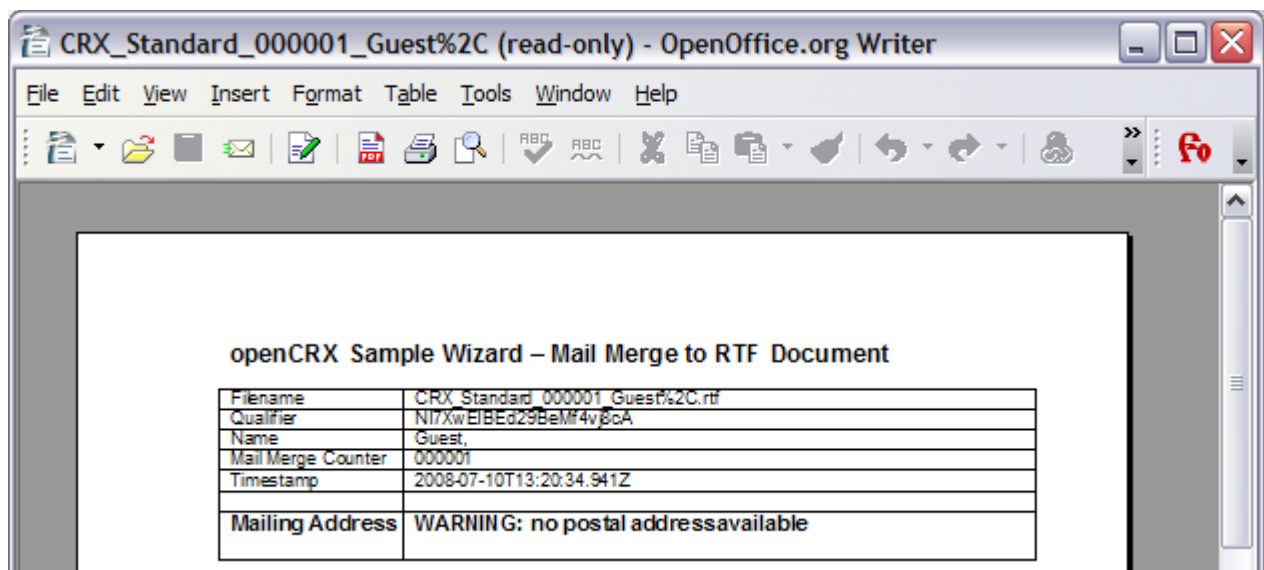 CRX_Standard_000001_Guest%2C (read-only) - OpenOffice.org Writer
File Edit View Insert Format Table Tools Window Help
openCRX Sample Wizard – Mail Merge to RTF Document
Filename CRX_Standard_000001_Guest%2C.rtf
Qualifier
Name Guest,
Mail Merge Counter 000001
Timestamp 2008-07-10T13:20:34.941Z
Mailing Address WARNING: no postal addressavailable